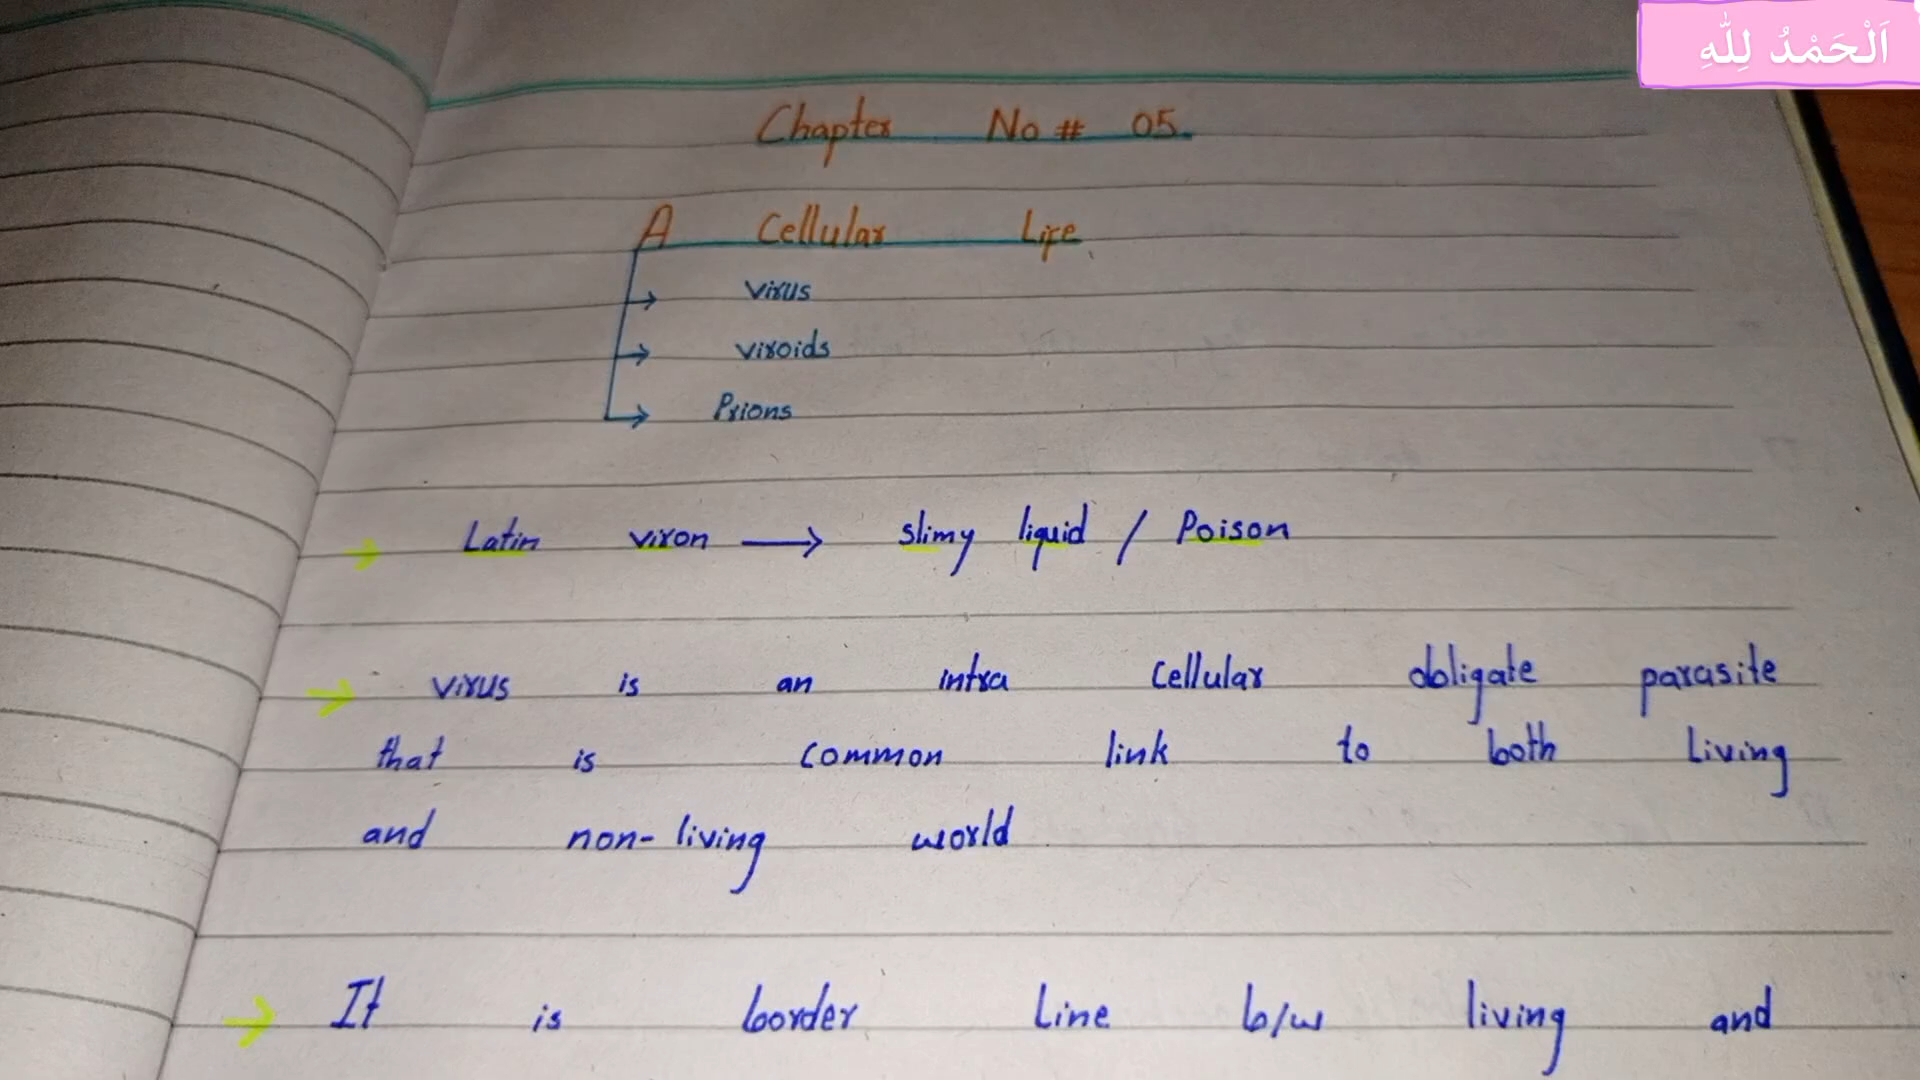 اَلْحَمْدُ لِلّٰهِ
Chapter No # 05
A Cellular Life
virus
viroids
Prions
Latin viron → slimy liquid / Poison
virus is an intra cellular obligate parasite
that is common link to both living
and non-living world
It is border line b/w living and